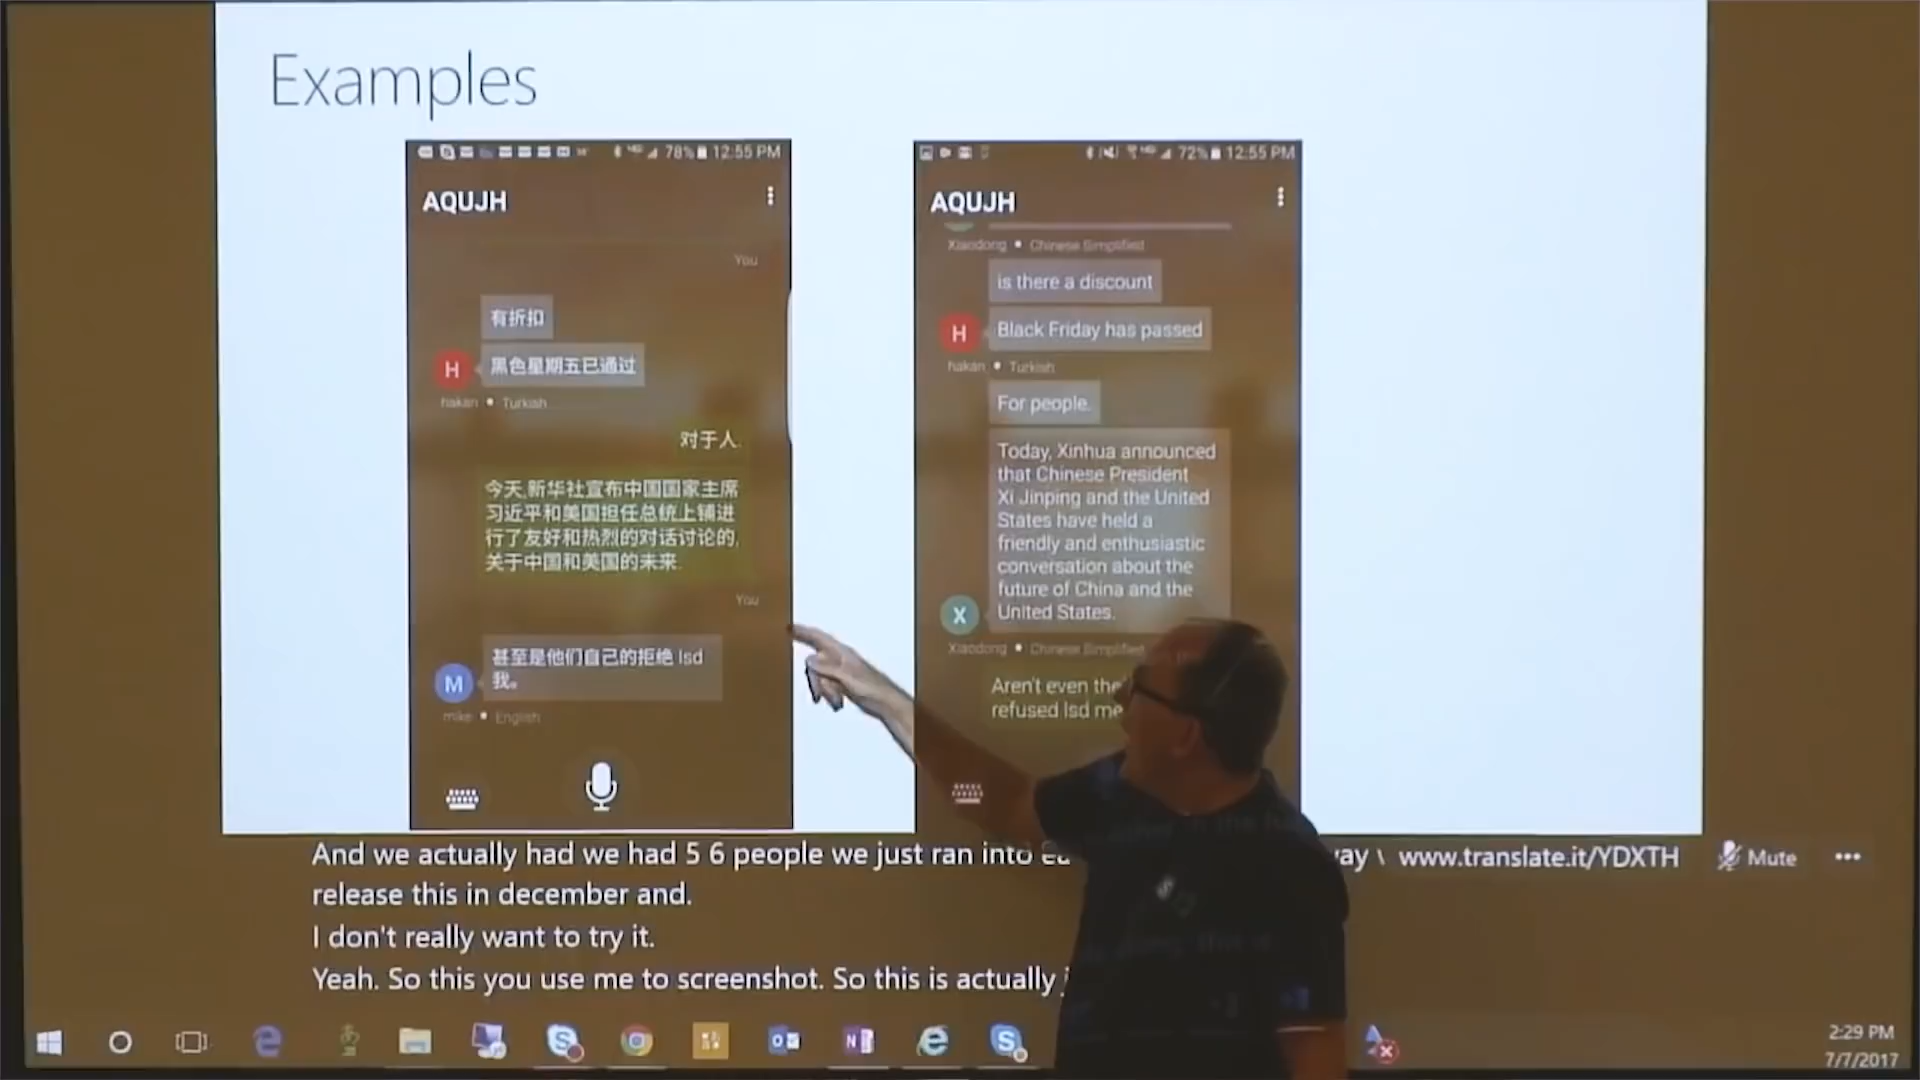 Examples
78% 12:55 PM
AQUJH
You
有折扣
H
黑色星期五已通过
hakan • Turkish
对于人.
今天,新华社宣布中国国家主席
习近平和美国担任总统上铺进
行了友好和热烈的对话讨论的,
关于中国和美国的未来.
You
甚至是他们自己的拒绝 lsd
我。
M
mike • English
72% 12:55 PM
AQUJH
Xiaodong • Chinese Simplified
is there a discount
H
Black Friday has passed
hakan • Turkish
For people.
Today, Xinhua announced
that Chinese President
Xi Jinping and the United
States have held a
friendly and enthusiastic
conversation about the
future of China and the
United States.
X
Xiaodong • Chinese Simplified
Aren't even the
refused lsd me
And we actually had we had 5 6 people we just ran into
release this in december and.
I don't really want to try it.
Yeah. So this you use me to screenshot. So this is actually
www.translate.it/YDXTH
Mute
2:29 PM
7/7/2017